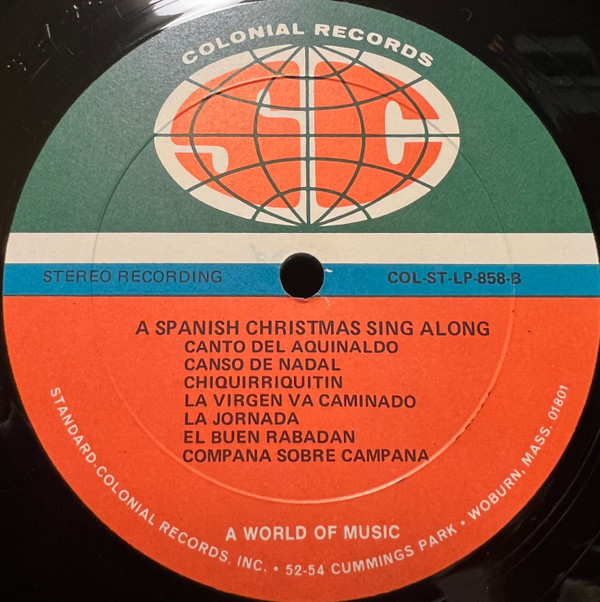 COLONIAL RECORDS
SC
STEREO RECORDING
COL-ST-LP-858-B
A SPANISH CHRISTMAS SING ALONG
CANTO DEL AQUINALDO
CANSO DE NADAL
CHIQUIRRIQUITIN
LA VIRGEN VA CAMINADO
LA JORNADA
EL BUEN RABADAN
COMPANA SOBRE CAMPANA
A WORLD OF MUSIC
STANDARD-COLONIAL RECORDS, INC. • 52-54 CUMMINGS PARK • WOBURN, MASS. 01801